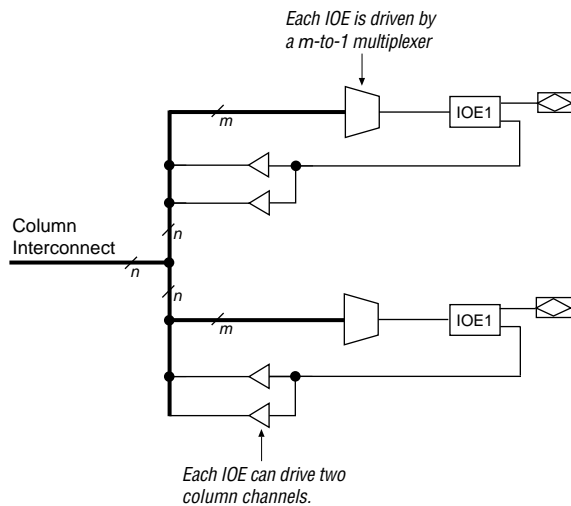 Each IOE is driven by
a m-to-1 multiplexer
m
IOE1
Column
Interconnect
n
n
n
m
IOE1
Each IOE can drive two
column channels.